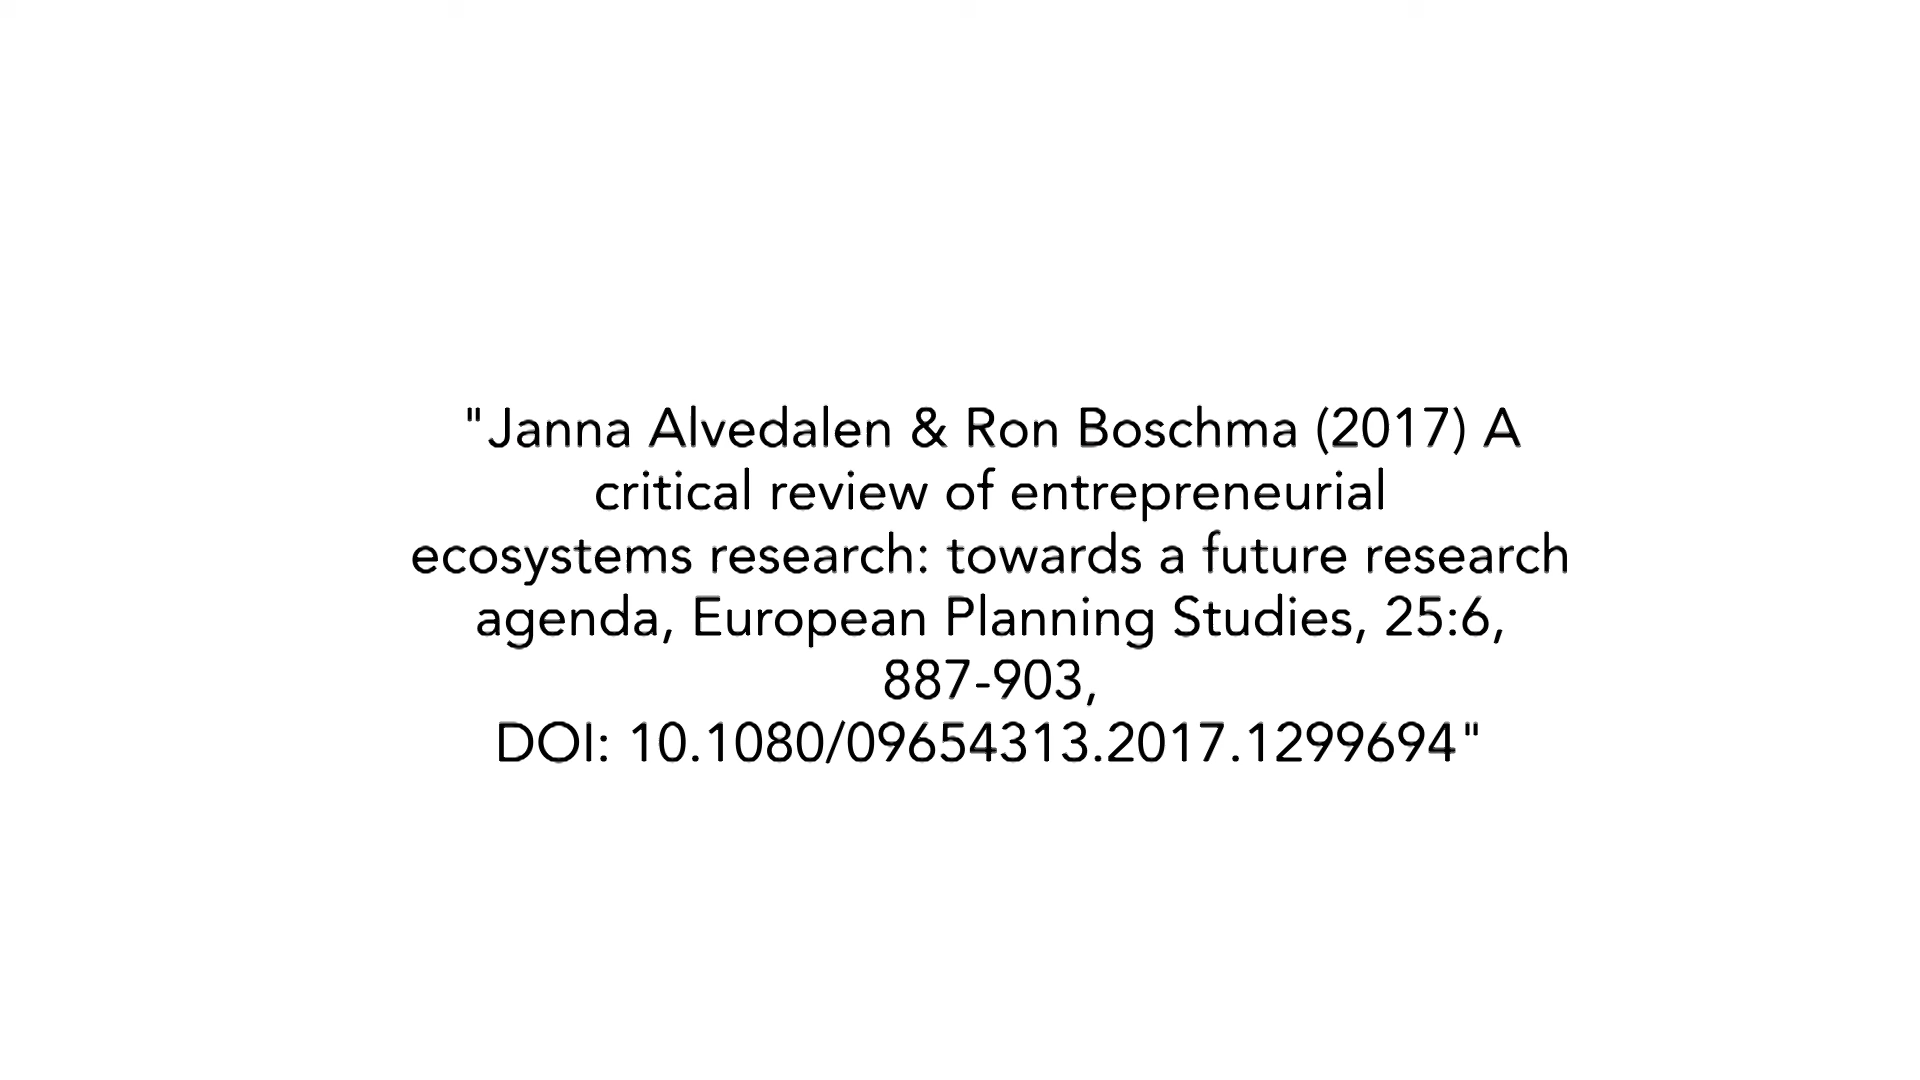 "Janna Alvedalen & Ron Boschma (2017) A
critical review of entrepreneurial
ecosystems research: towards a future research
agenda, European Planning Studies, 25:6,
887-903,
DOI: 10.1080/09654313.2017.1299694"